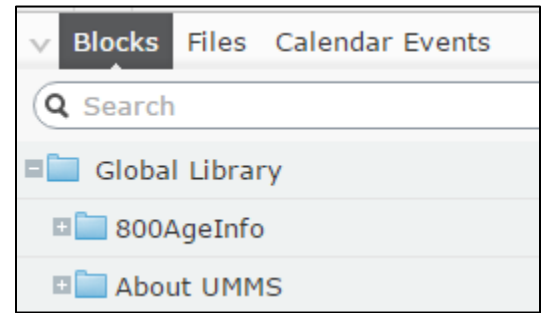 Blocks Files Calendar Events
Search
Global Library
800AgeInfo
About UMMS